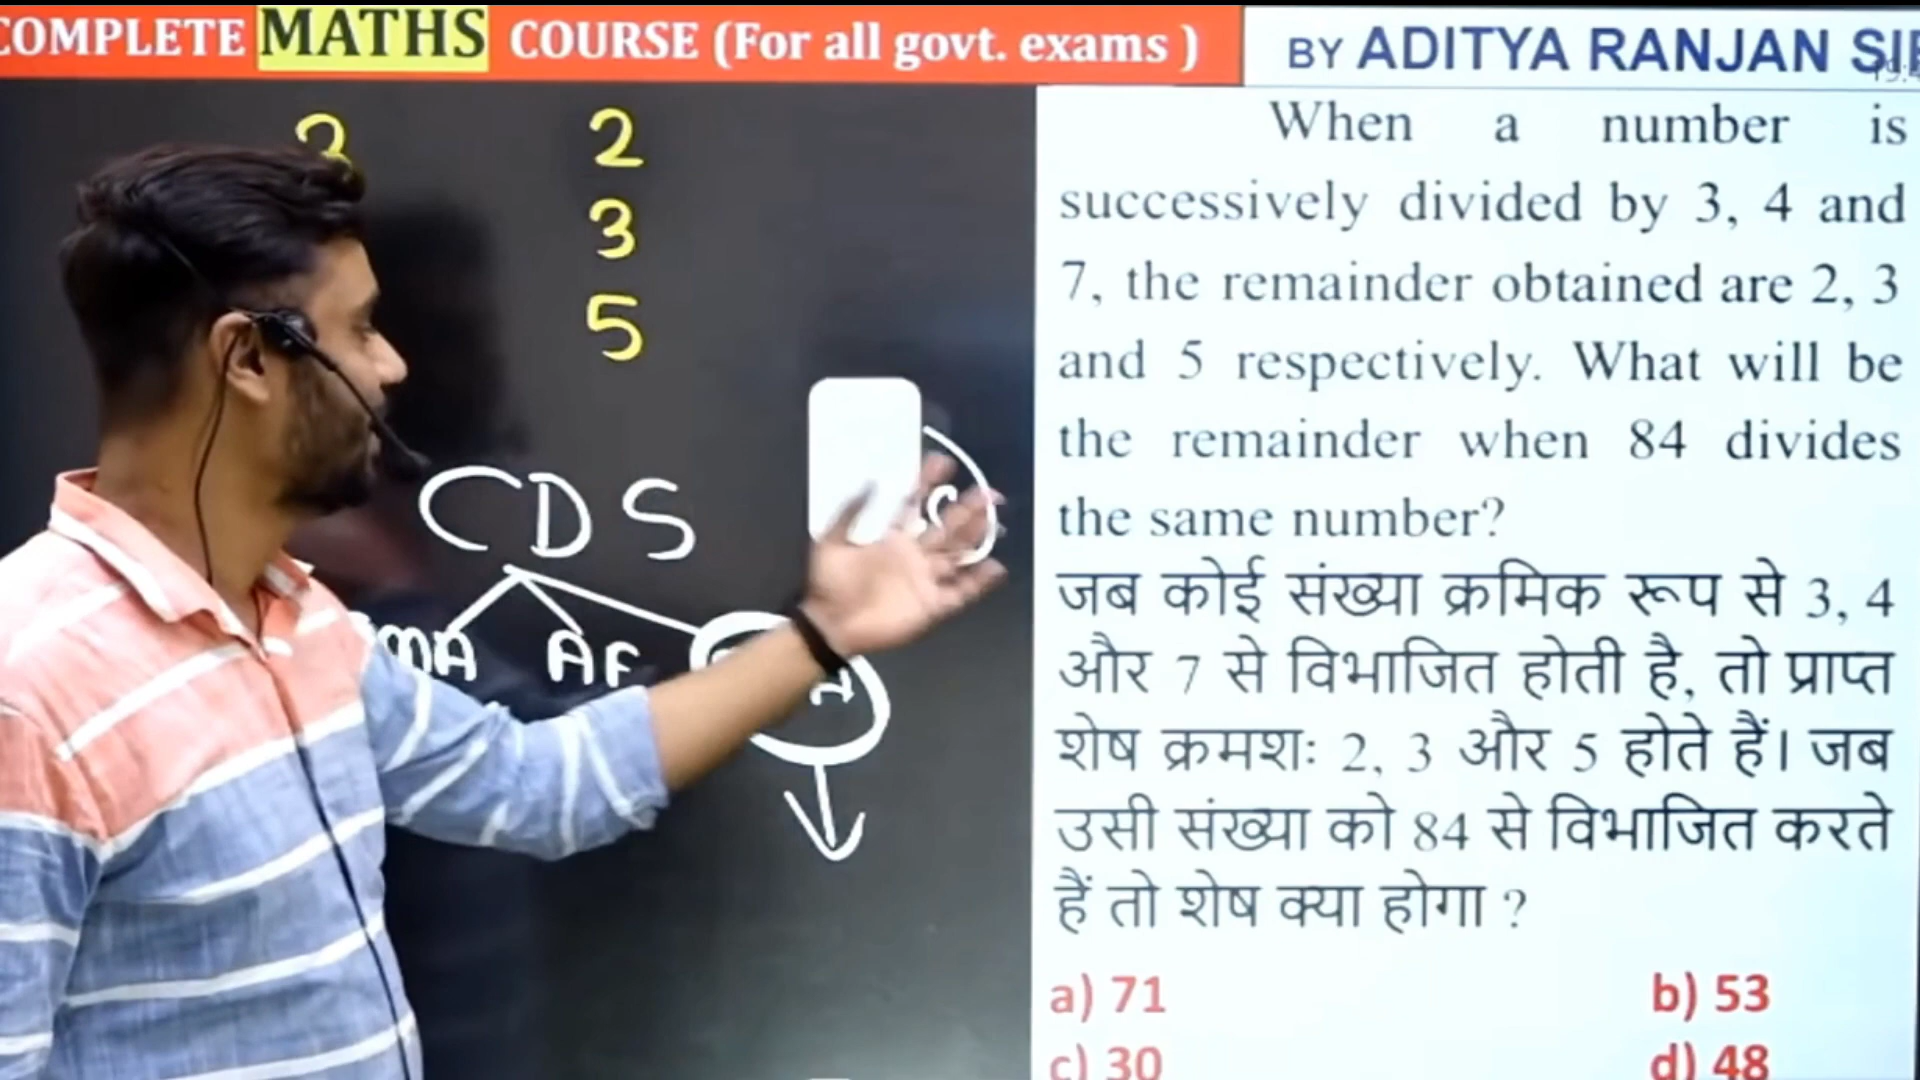 COMPLETE MATHS COURSE (For all govt. exams )
BY ADITYA RANJAN SIR
2
3
5
CDS
MA AF
When a number is
successively divided by 3, 4 and
7, the remainder obtained are 2, 3
and 5 respectively. What will be
the remainder when 84 divides
the same number?
जब कोई संख्या क्रमिक रूप से 3, 4
और 7 से विभाजित होती है, तो प्राप्त
शेष क्रमशः 2, 3 और 5 होते हैं। जब
उसी संख्या को 84 से विभाजित करते
हैं तो शेष क्या होगा ?
a) 71 b) 53
c) 30 d) 48